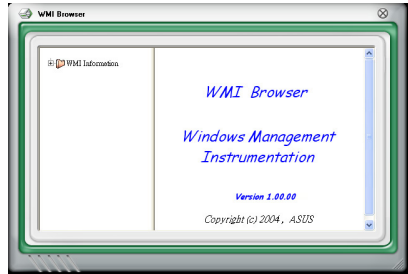 WMI Browser
WMI Information
WMI Browser
Windows Management
Instrumentation
Version 1.00.00
Copyright (c) 2004, ASUS